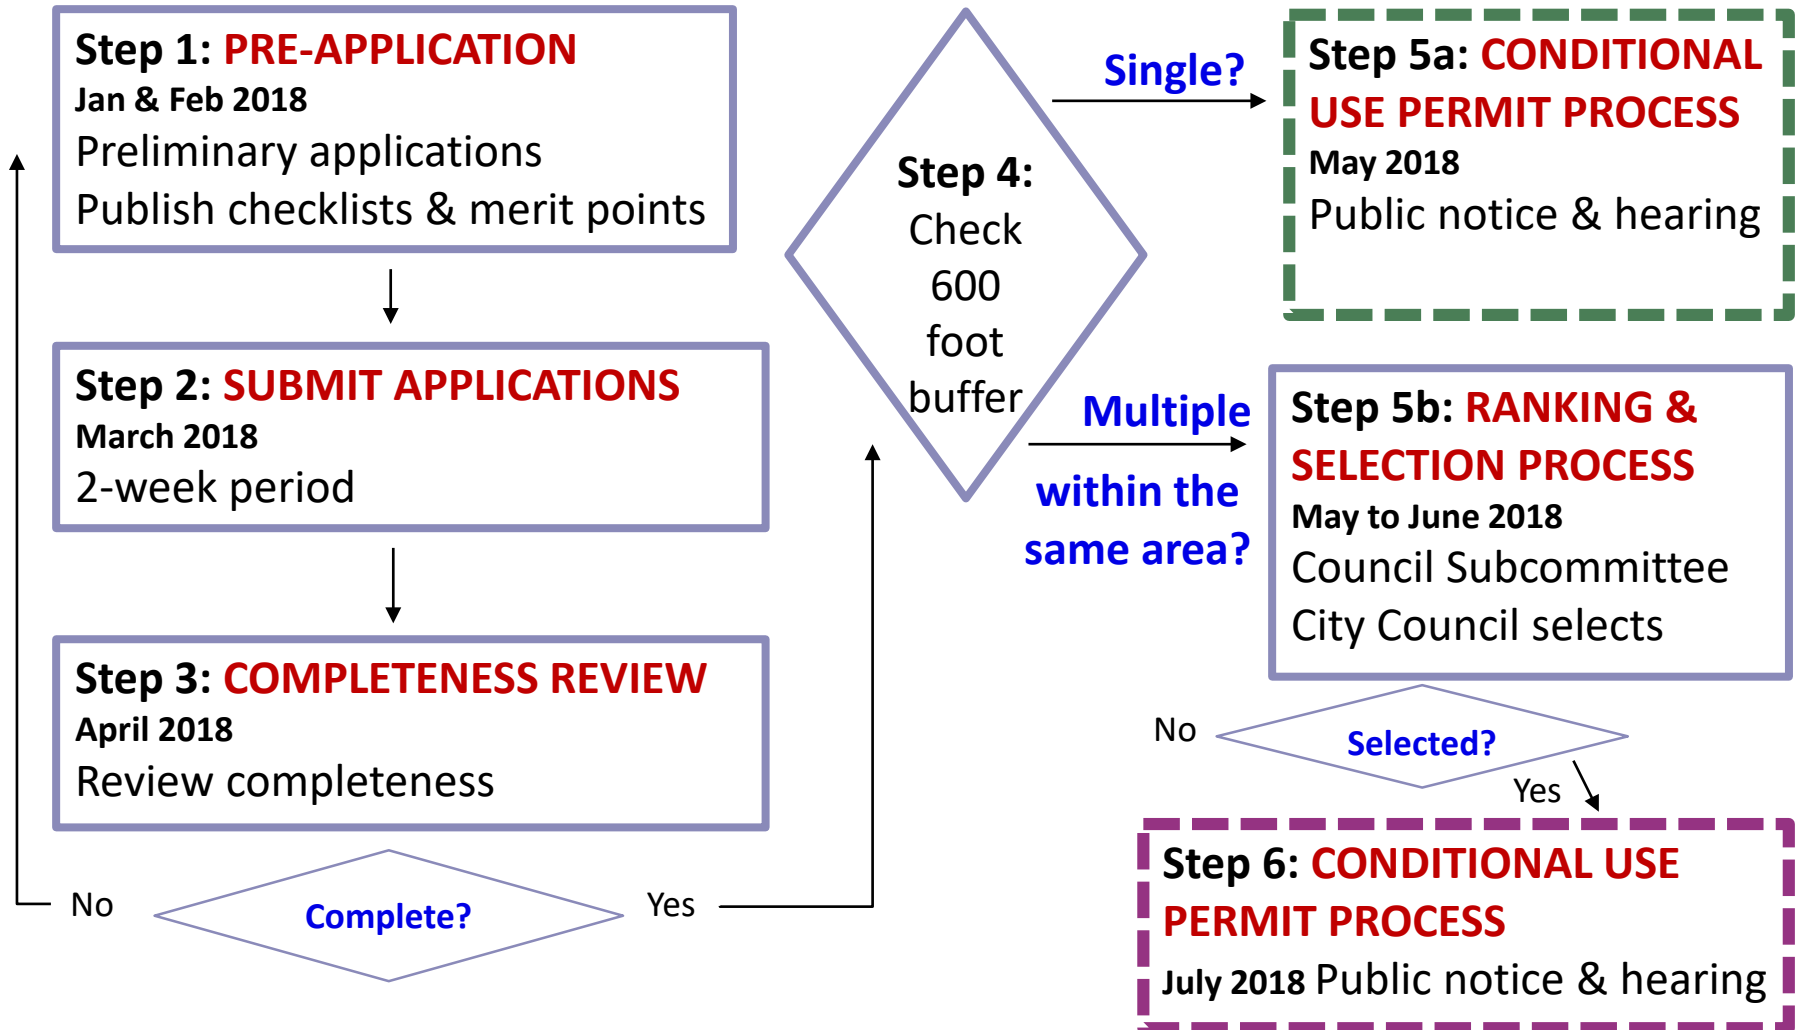 Step 1: PRE-APPLICATION
Jan & Feb 2018
Preliminary applications
Publish checklists & merit points
Step 2: SUBMIT APPLICATIONS
March 2018
2-week period
Step 3: COMPLETENESS REVIEW
April 2018
Review completeness
No
Complete?
Yes
Step 4:
Check
600
foot
buffer
Single?
Step 5a: CONDITIONAL
USE PERMIT PROCESS
May 2018
Public notice & hearing
Multiple
within the
same area?
Step 5b: RANKING &
SELECTION PROCESS
May to June 2018
Council Subcommittee
City Council selects
No
Selected?
Yes
Step 6: CONDITIONAL USE
PERMIT PROCESS
July 2018 Public notice & hearing